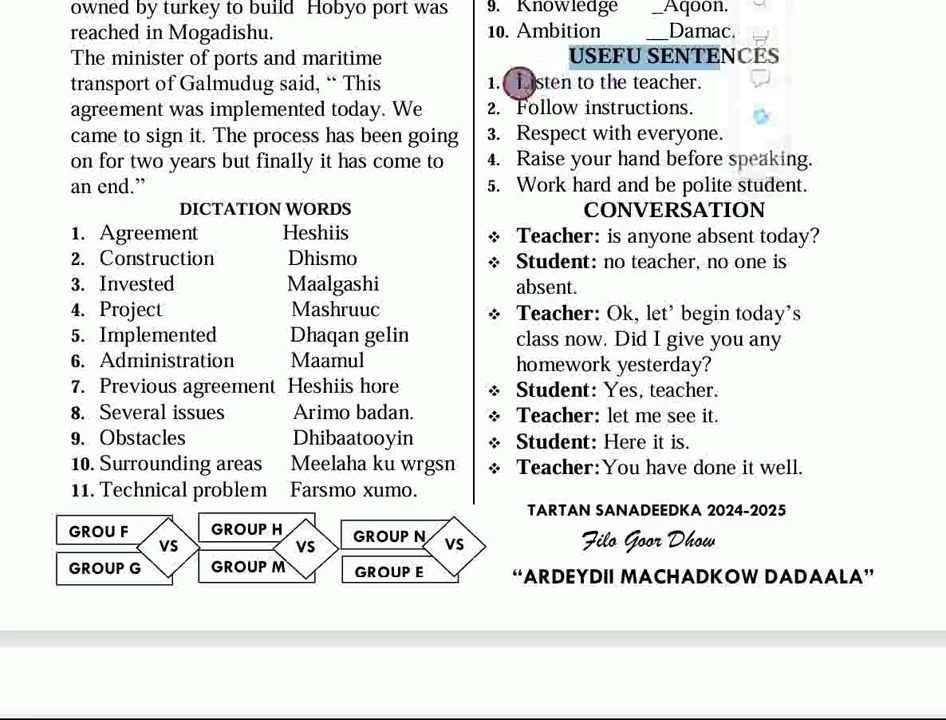 owned by turkey to build Hobyo port was
reached in Mogadishu.
The minister of ports and maritime
transport of Galmudug said, “ This
agreement was implemented today. We
came to sign it. The process has been going
on for two years but finally it has come to
an end.”
DICTATION WORDS
1. Agreement Heshiis
2. Construction Dhismo
3. Invested Maalgashi
4. Project Mashruuc
5. Implemented Dhaqan gelin
6. Administration Maamul
7. Previous agreement Heshiis hore
8. Several issues Arimo badan.
9. Obstacles Dhibaatooyin
10. Surrounding areas Meelaha ku wrgsn
11. Technical problem Farsmo xumo.
GROU F
VS
GROUP G
GROUP H
VS
GROUP M
GROUP N
VS
GROUP E
9. Knowledge _Aqoon.
10. Ambition __Damac.
USEFU SENTENCES
1. Listen to the teacher.
2. Follow instructions.
3. Respect with everyone.
4. Raise your hand before speaking.
5. Work hard and be polite student.
CONVERSATION
❖ Teacher: is anyone absent today?
❖ Student: no teacher, no one is
absent.
❖ Teacher: Ok, let’ begin today’s
class now. Did I give you any
homework yesterday?
❖ Student: Yes, teacher.
❖ Teacher: let me see it.
❖ Student: Here it is.
❖ Teacher:You have done it well.
TARTAN SANADEEDKA 2024-2025
Filo Goor Dhow
“ARDEYDII MACHADKOW DADAALA”